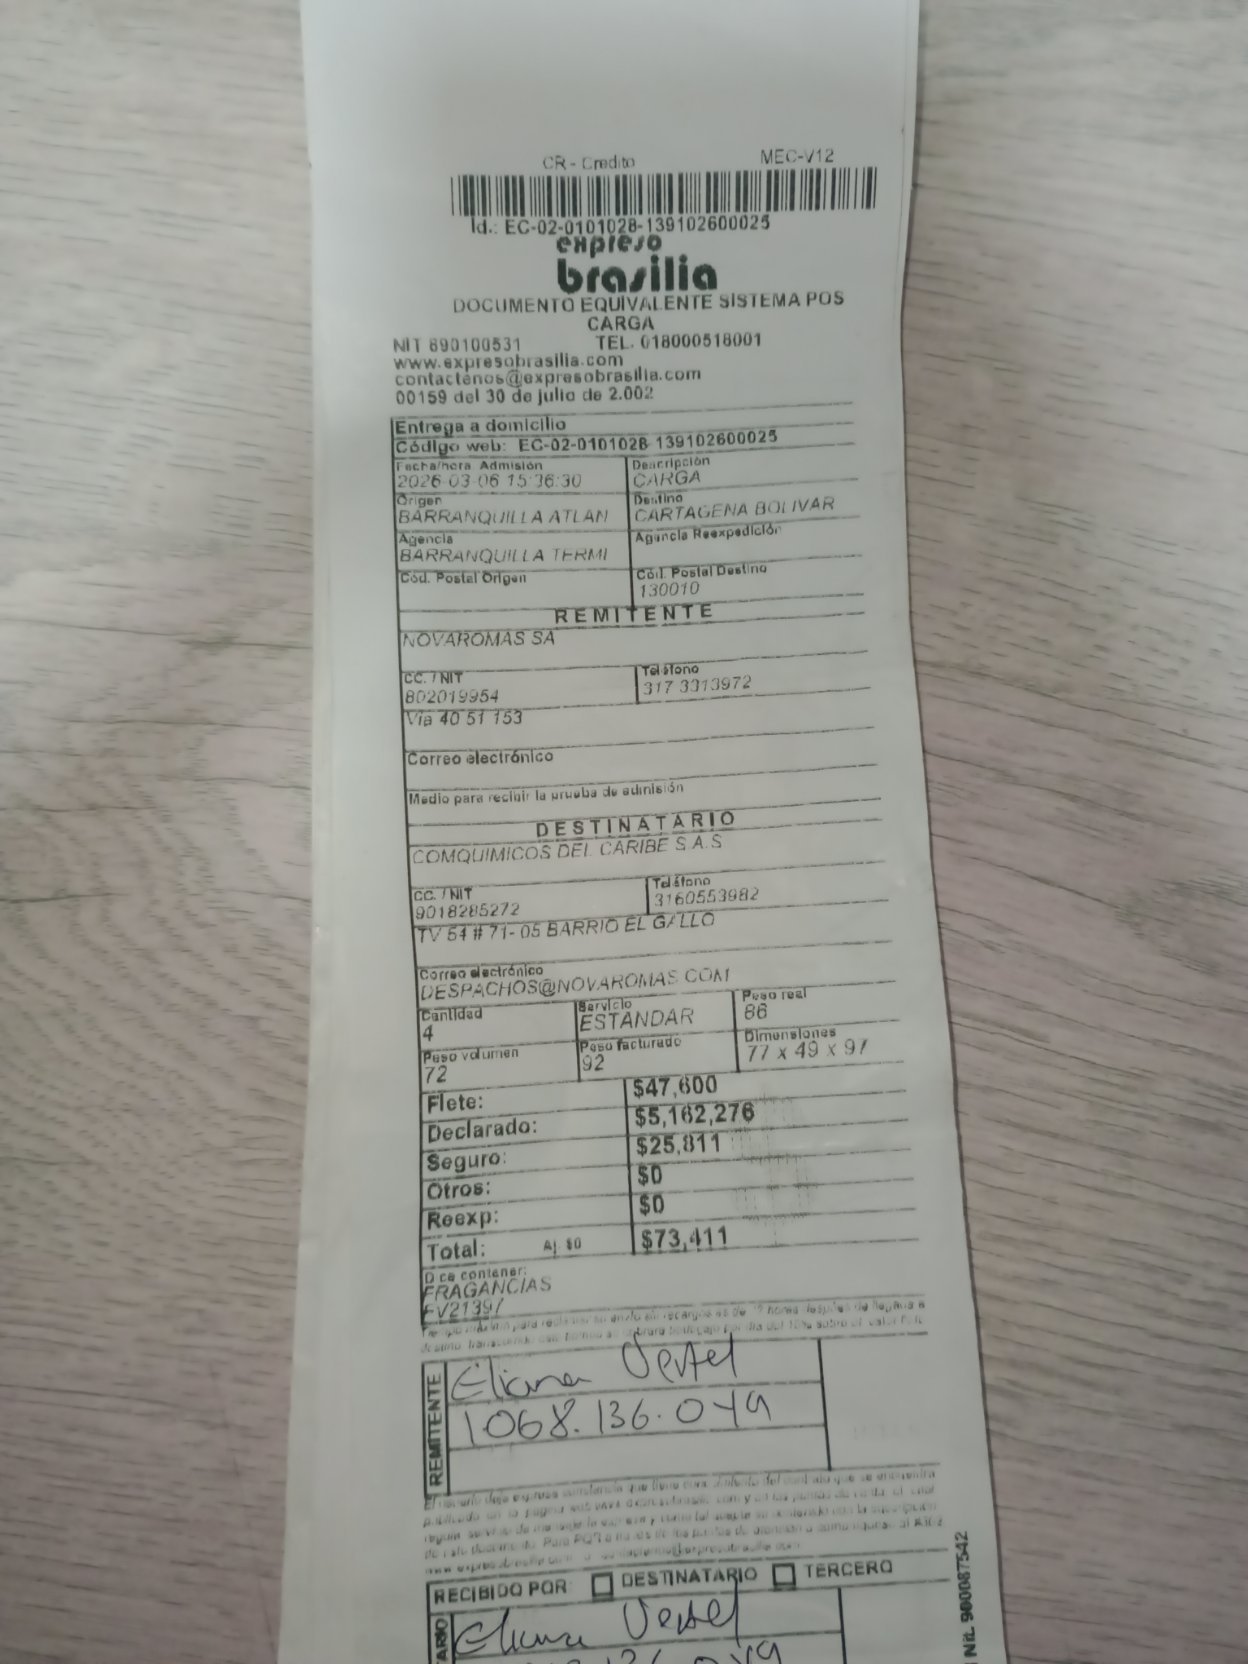 CR - Credito MEC-V12
Id.: EC-02-0101028-139102600025
expreso
brasilia
DOCUMENTO EQUIVALENTE SISTEMA POS
CARGA
NIT 890100531 TEL. 018000518001
www.expresobrasilia.com
contactenos@expresobrasilia.com
00159 del 30 de julio de 2.002
Entrega a domicilio
Código web: EC-02-0101028-139102600025
Fecha/hora Admisión Descripción
2026-03-06 15:36:30 CARGA
Origen Destino
BARRANQUILLA ATLAN CARTAGENA BOLIVAR
Agencia Agencia Reexpedición
BARRANQUILLA TERMI
Cód. Postal Origen Cód. Postal Destino
130010
REMITENTE
NOVAROMAS SA
CC. / NIT Teléfono
802019954 317 3313972
Via 40 51 153
Correo electrónico
Medio para recibir la prueba de admisión
DESTINATARIO
COMQUIMICOS DEL CARIBE S.A.S
CC. / NIT Teléfono
9018285272 3160553982
TV 54 # 71- 05 BARRIO EL GALLO
Correo electrónico
DESPACHOS@NOVAROMAS.COM
Cantidad Servicio Peso real
4 ESTANDAR 86
Peso volumen Peso facturado Dimensiones
72 92 77 x 49 x 97
Flete: $47,600
Declarado: $5,162,276
Seguro: $25,811
Otros: $0
Reexp: $0
Total: Aj $0 $73,411
Dice contener:
FRAGANCIAS
FV21397
REMITENTE
Eliana
1068.136.049
RECIBIDO POR: DESTINATARIO TERCERO
Nit. 900087542